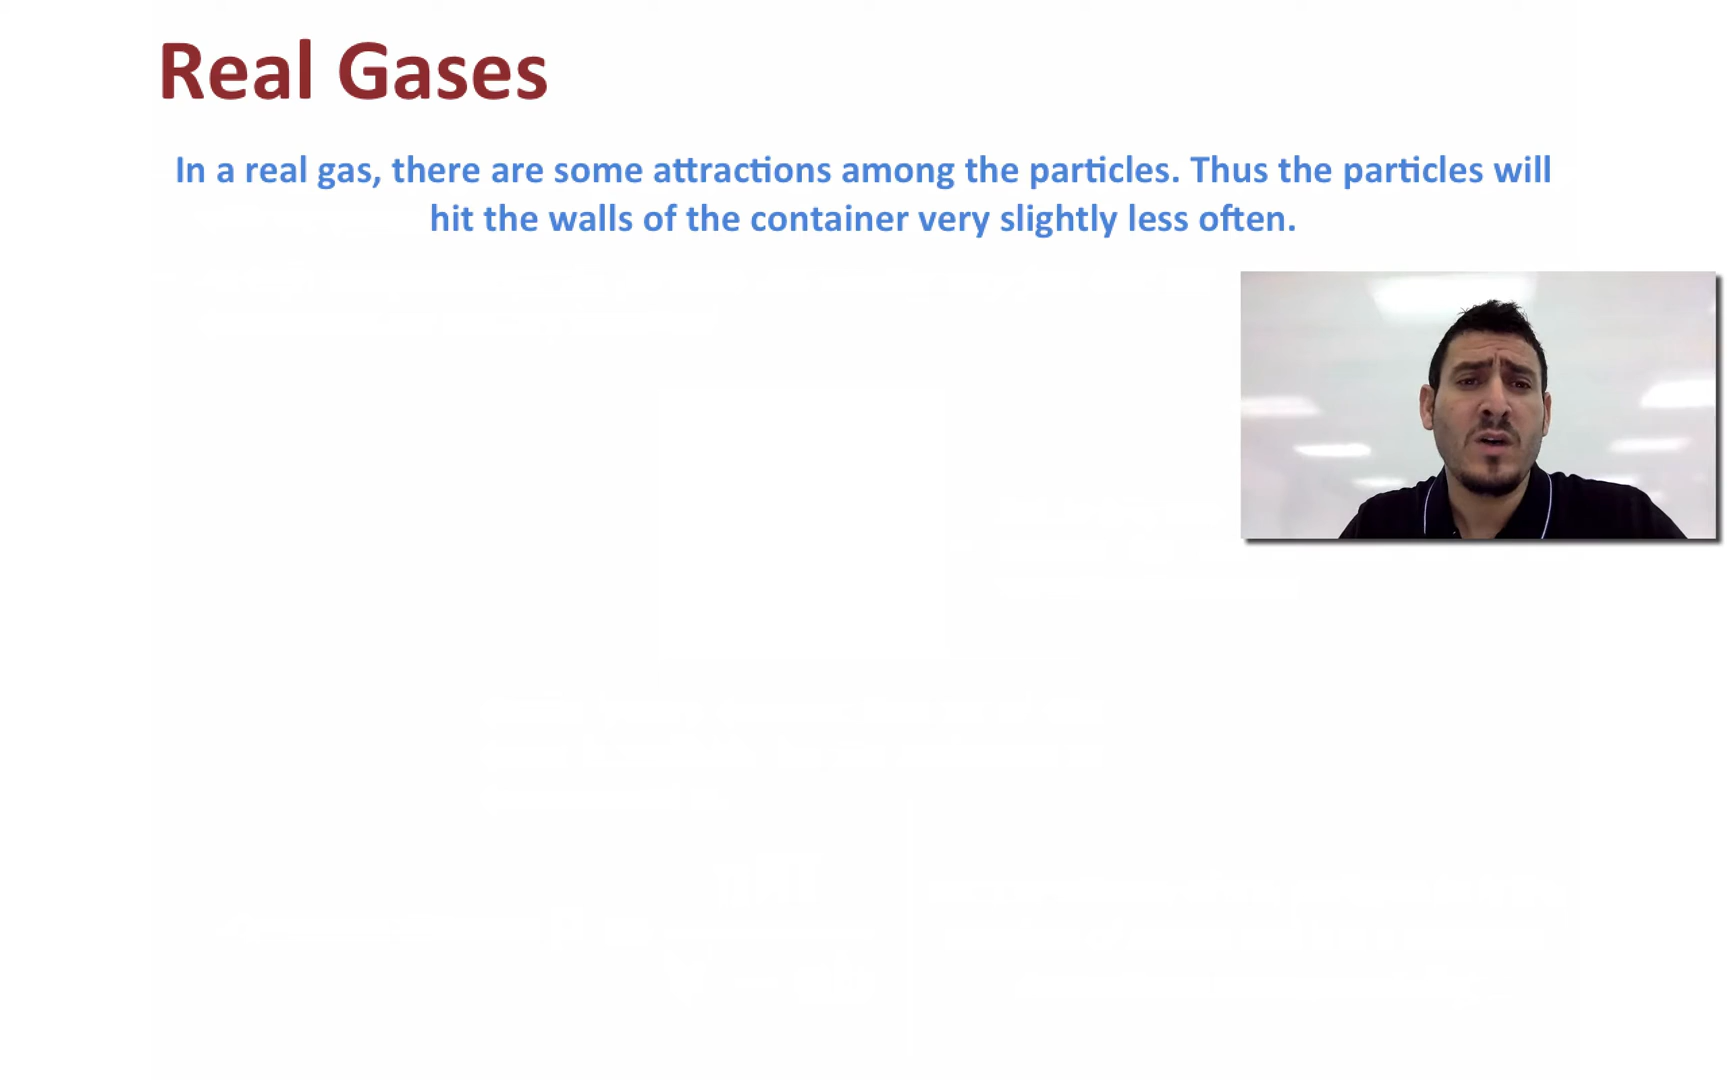 Real Gases
In a real gas, there are some attractions among the particles. Thus the particles will
hit the walls of the container very slightly less often.